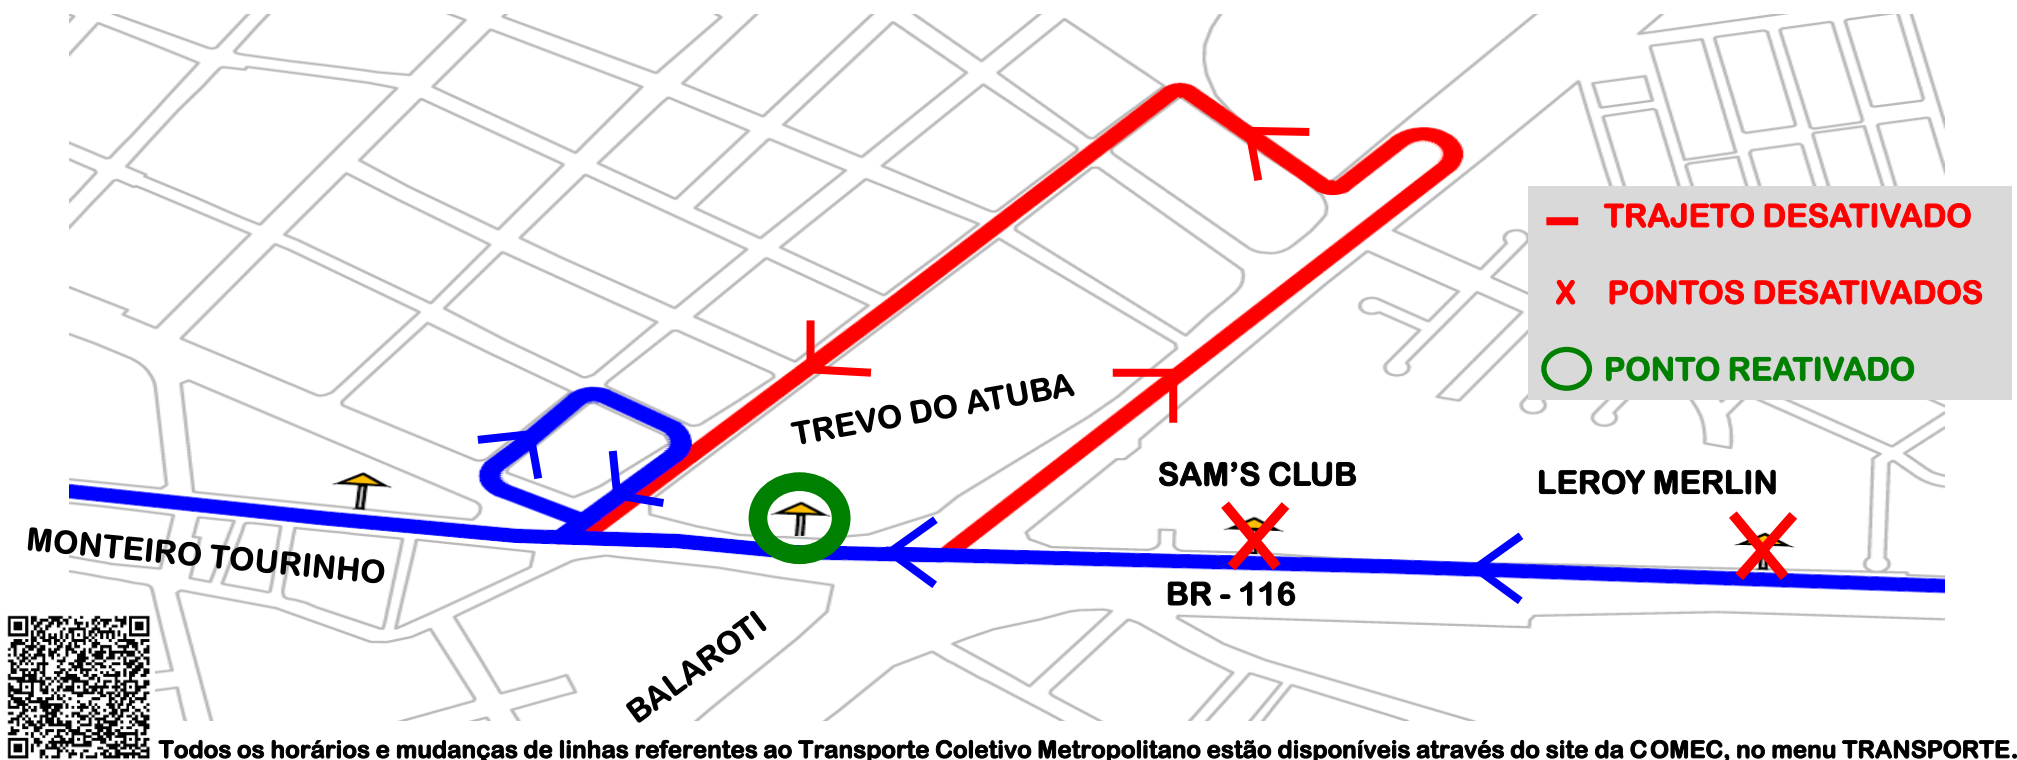 TRAJETO DESATIVADO
X PONTOS DESATIVADOS
PONTO REATIVADO
TREVO DO ATUBA
SAM'S CLUB
LEROY MERLIN
MONTEIRO TOURINHO
BR - 116
BALAROTI
Todos os horários e mudanças de linhas referentes ao Transporte Coletivo Metropolitano estão disponíveis através do site da COMEC, no menu TRANSPORTE.